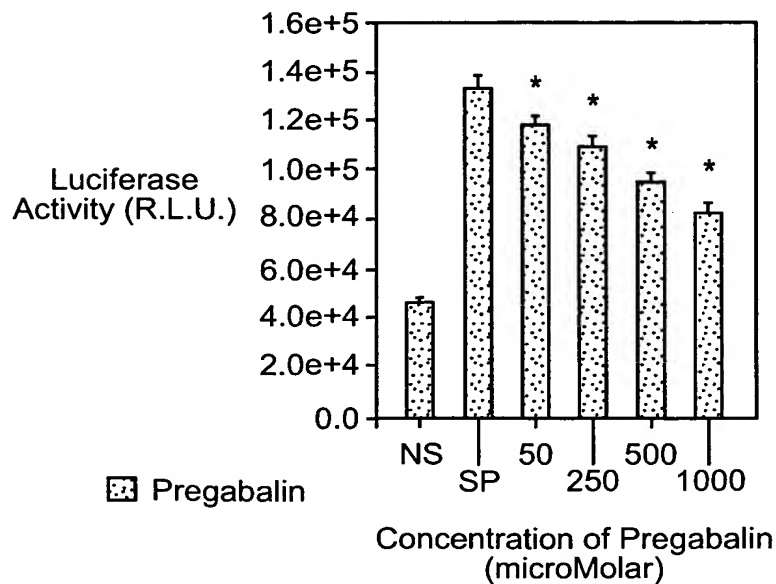 1.6e+5
1.4e+5
1.2e+5
1.0e+5
8.0e+4
6.0e+4
4.0e+4
2.0e+4
0.0
Luciferase
Activity (R.L.U.)
* * * *
NS SP 50 250 500 1000
Pregabalin
Concentration of Pregabalin
(microMolar)